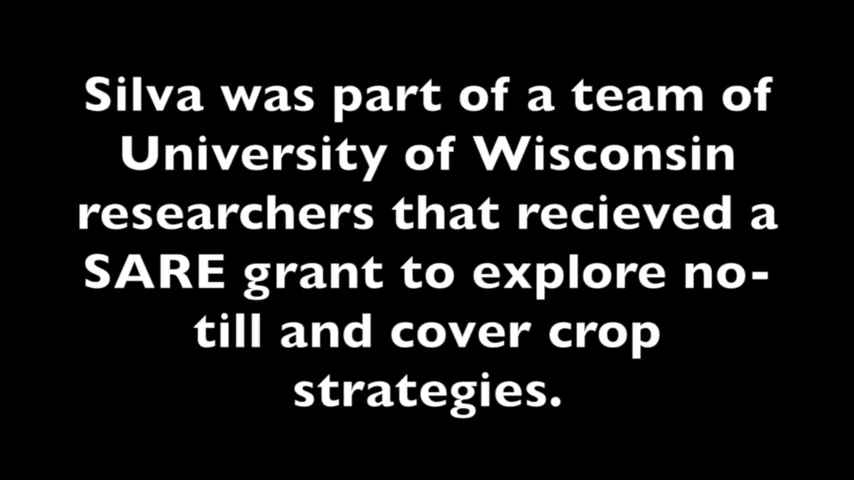 Silva was part of a team of
University of Wisconsin
researchers that recieved a
SARE grant to explore no-
till and cover crop
strategies.